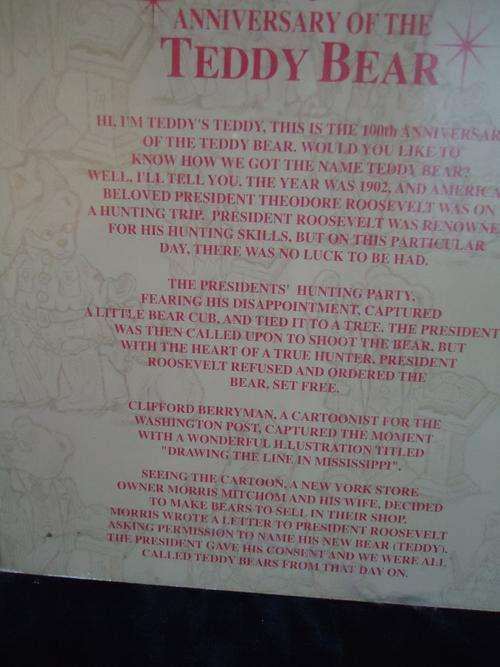 ANNIVERSARY OF THE
TEDDY BEAR
HI, I'M TEDDY'S TEDDY, THIS IS THE 100th ANNIVERSAR
OF THE TEDDY BEAR. WOULD YOU LIKE TO
KNOW HOW WE GOT THE NAME TEDDY BEAR?
WELL, I'LL TELL YOU. THE YEAR WAS 1902, AND AMERICA
BELOVED PRESIDENT THEODORE ROOSEVELT WAS ON
A HUNTING TRIP. PRESIDENT ROOSEVELT WAS RENOWNE
FOR HIS HUNTING SKILLS, BUT ON THIS PARTICULAR
DAY, THERE WAS NO LUCK TO BE HAD.
THE PRESIDENTS' HUNTING PARTY,
FEARING HIS DISAPPOINTMENT, CAPTURED
A LITTLE BEAR CUB, AND TIED IT TO A TREE. THE PRESIDENT
WAS THEN CALLED UPON TO SHOOT THE BEAR, BUT
WITH THE HEART OF A TRUE HUNTER, PRESIDENT
ROOSEVELT REFUSED AND ORDERED THE
BEAR, SET FREE.
CLIFFORD BERRYMAN, A CARTOONIST FOR THE
WASHINGTON POST, CAPTURED THE MOMENT
WITH A WONDERFUL ILLUSTRATION TITLED
"DRAWING THE LINE IN MISSISSIPPI".
SEEING THE CARTOON, A NEW YORK STORE
OWNER MORRIS MITCHOM AND HIS WIFE, DECIDED
TO MAKE BEARS TO SELL IN THEIR SHOP.
MORRIS WROTE A LETTER TO PRESIDENT ROOSEVELT
ASKING PERMISSION TO NAME HIS NEW BEAR (TEDDY).
THE PRESIDENT GAVE HIS CONSENT AND WE WERE ALL
CALLED TEDDY BEARS FROM THAT DAY ON.